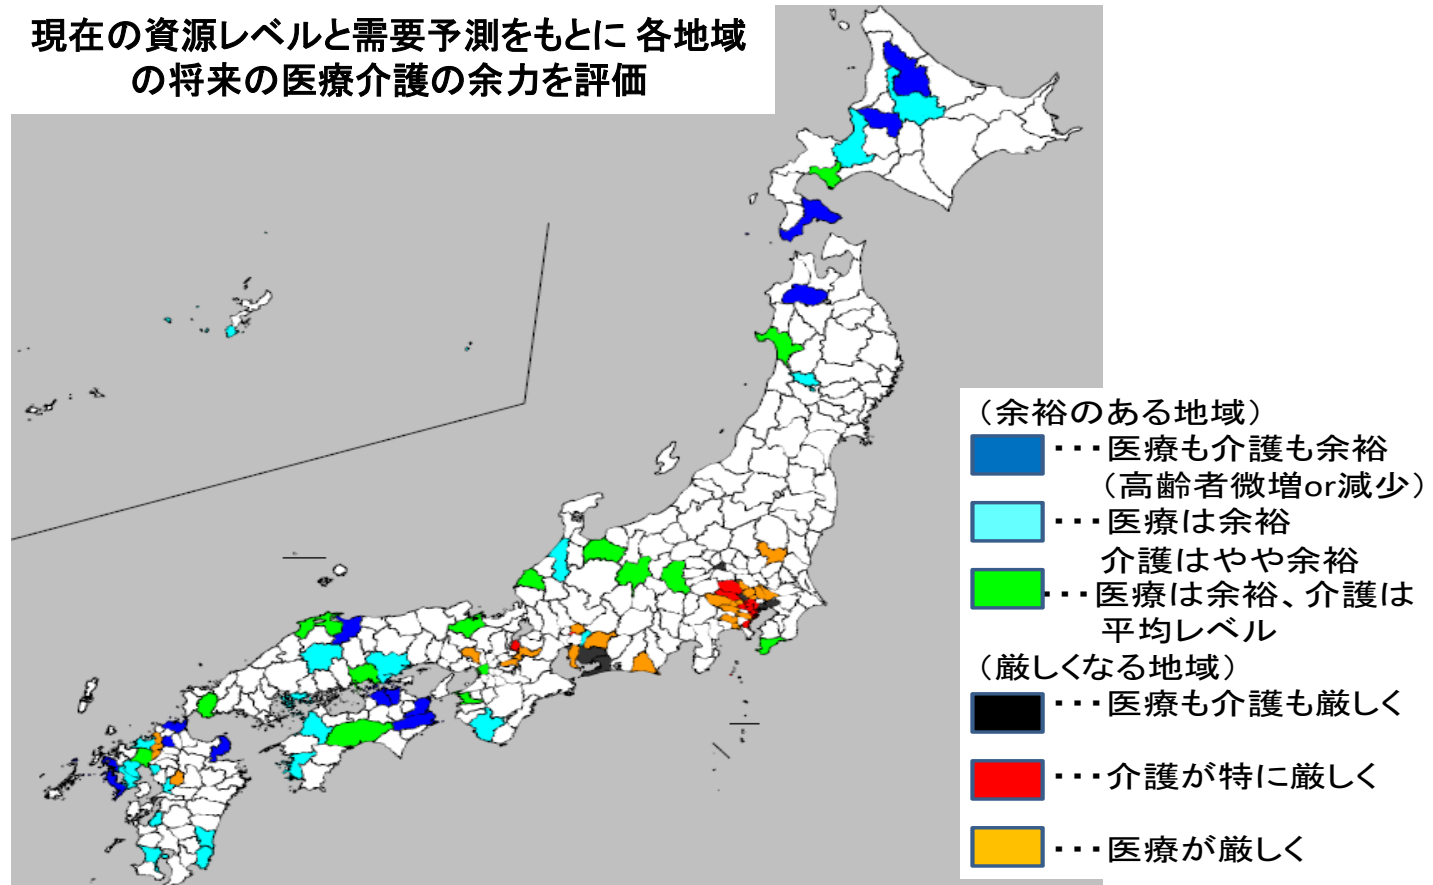 現在の資源レベルと需要予測をもとに 各地域
の将来の医療介護の余力を評価
（余裕のある地域）
・・・医療も介護も余裕
（高齢者微増or減少）
・・・医療は余裕
介護はやや余裕
・・・医療は余裕、介護は
平均レベル
（厳しくなる地域）
・・・医療も介護も厳しく
・・・介護が特に厳しく
・・・医療が厳しく